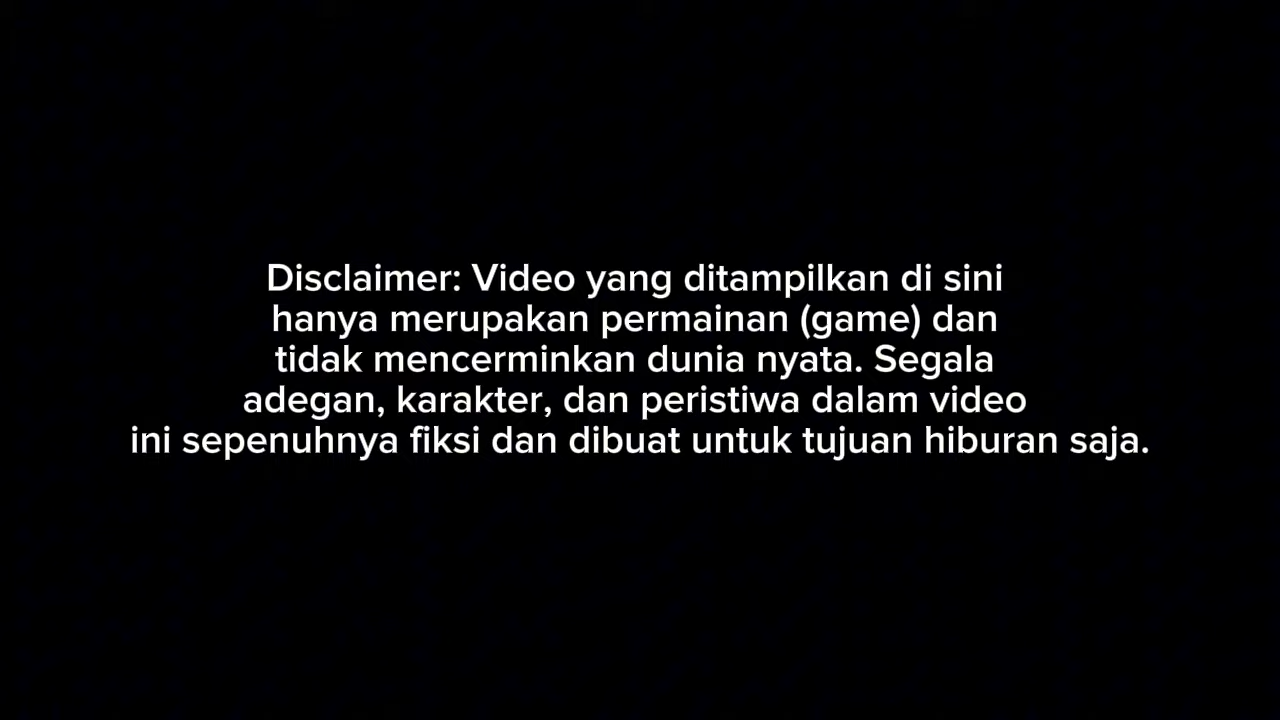 Disclaimer: Video yang ditampilkan di sini
hanya merupakan permainan (game) dan
tidak mencerminkan dunia nyata. Segala
adegan, karakter, dan peristiwa dalam video
ini sepenuhnya fiksi dan dibuat untuk tujuan hiburan saja.